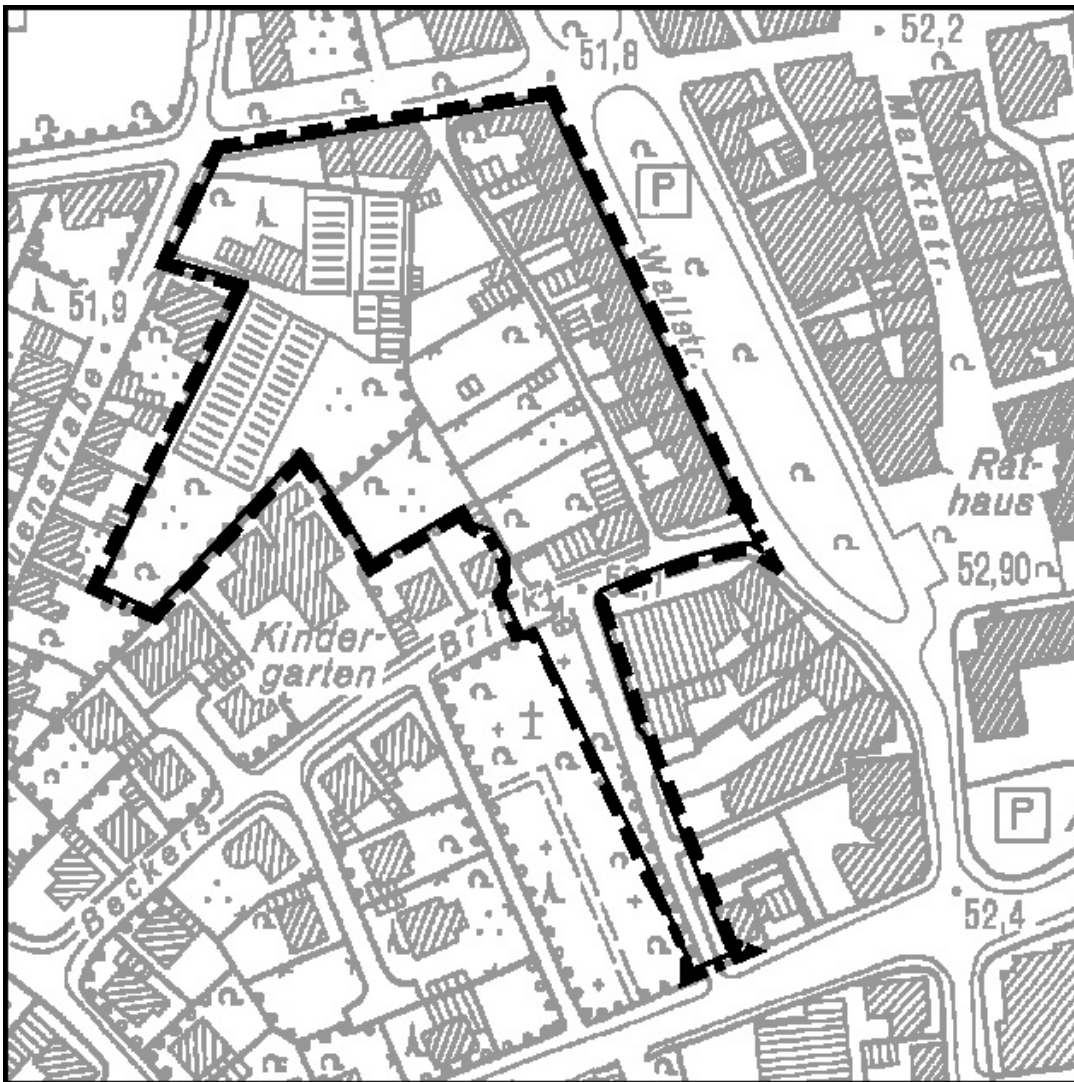 52,2
51,8
Marktstr.
P
Wallstr.
51,9
Rat-
haus
52,90
Kinder-
garten
Beckers
P
52,4